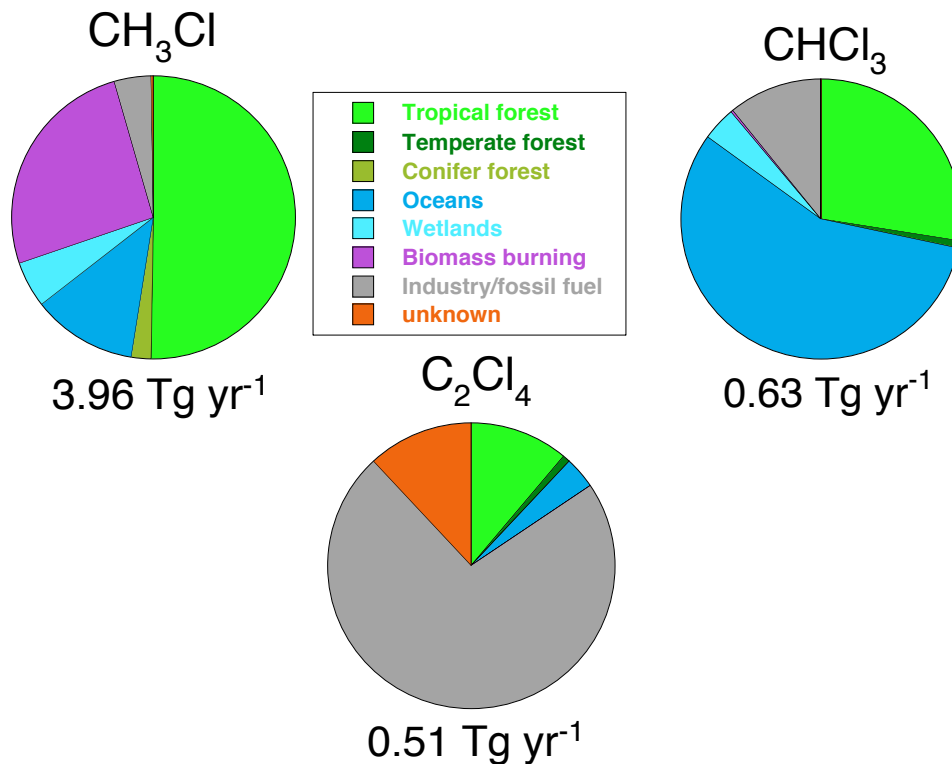 CH₃Cl
CHCl₃
Tropical forest
Temperate forest
Conifer forest
Oceans
Wetlands
Biomass burning
Industry/fossil fuel
unknown
3.96 Tg yr⁻¹
0.63 Tg yr⁻¹
C₂Cl₄
0.51 Tg yr⁻¹